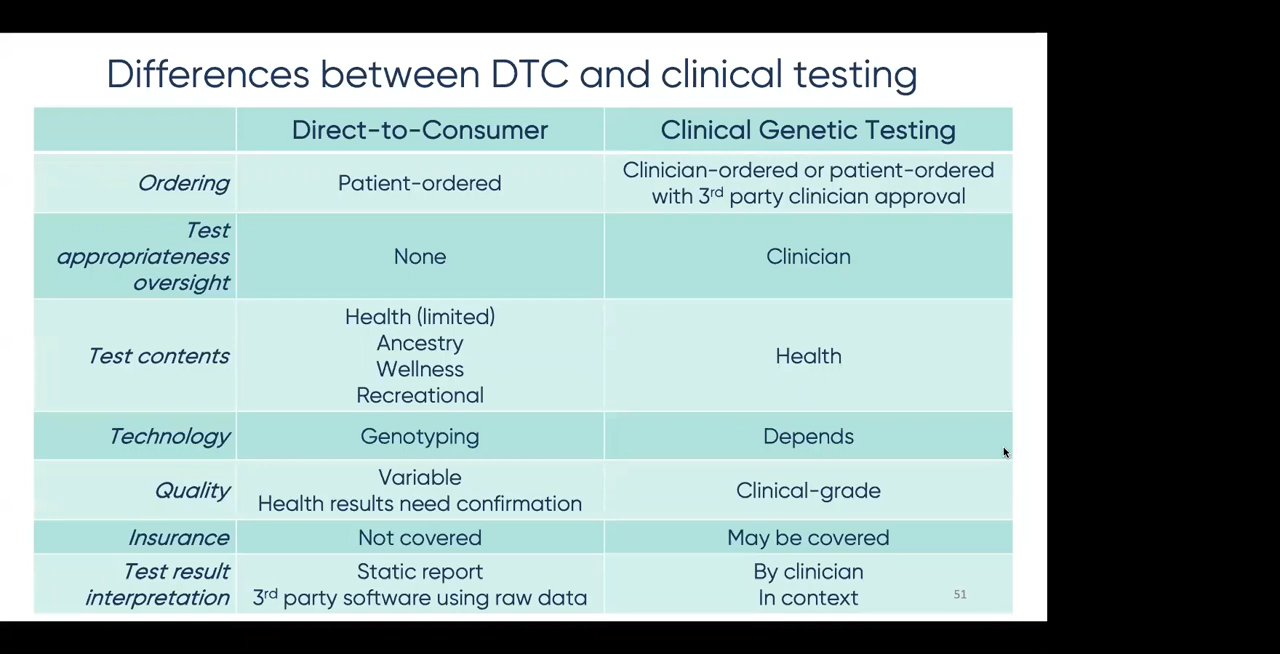 Differences between DTC and clinical testing
Direct-to-Consumer
Clinical Genetic Testing
Ordering
Patient-ordered
Clinician-ordered or patient-ordered
with 3rd party clinician approval
Test
appropriateness
oversight
None
Clinician
Test contents
Health (limited)
Ancestry
Wellness
Recreational
Health
Technology
Genotyping
Depends
Quality
Variable
Health results need confirmation
Clinical-grade
Insurance
Not covered
May be covered
Test result
interpretation
Static report
3rd party software using raw data
By clinician
In context
51